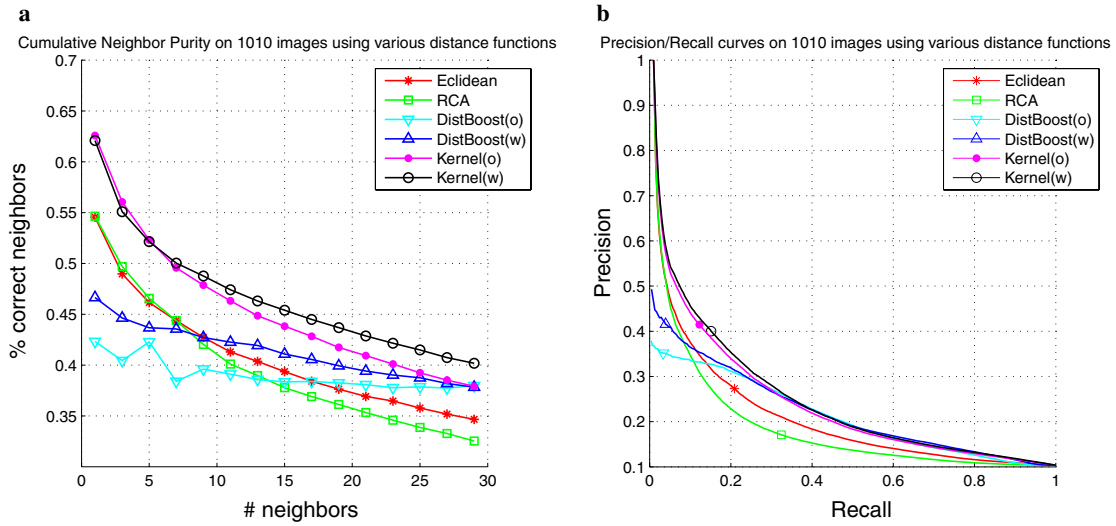 a
Cumulative Neighbor Purity on 1010 images using various distance functions
0.7
0.65
0.6
0.55
0.5
0.45
0.4
0.35
0
5
10
15
20
25
30
% correct neighbors
# neighbors
Eclidean
RCA
DistBoost(o)
DistBoost(w)
Kernel(o)
Kernel(w)
b
Precision/Recall curves on 1010 images using various distance functions
1
0.9
0.8
0.7
0.6
0.5
0.4
0.3
0.2
0.1
0
0.2
0.4
0.6
0.8
1
Precision
Recall
Eclidean
RCA
DistBoost(o)
DistBoost(w)
Kernel(o)
Kernel(w)